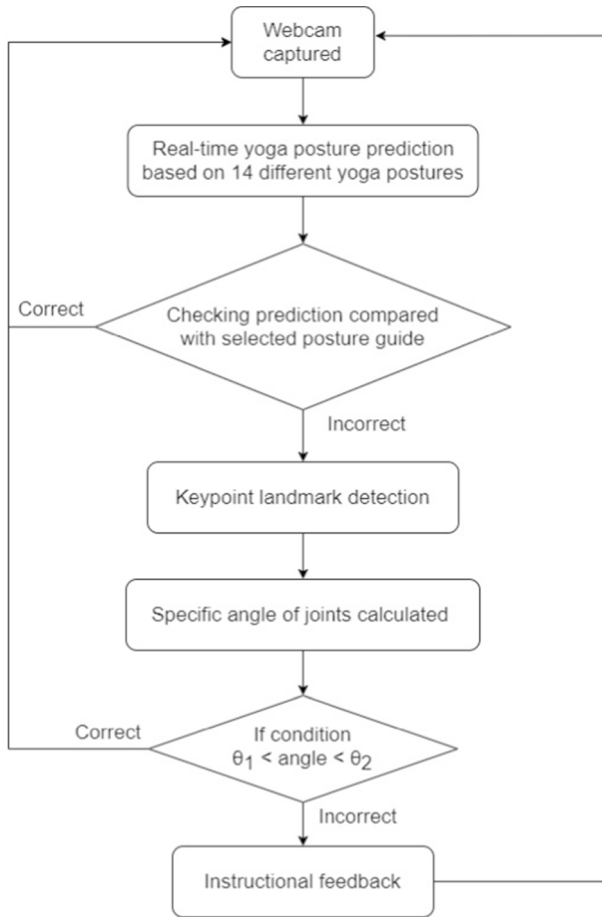 Webcam
captured
Real-time yoga posture prediction
based on 14 different yoga postures
Correct
Checking prediction compared
with selected posture guide
Incorrect
Keypoint landmark detection
Specific angle of joints calculated
Correct
If condition
θ₁ < angle < θ₂
Incorrect
Instructional feedback